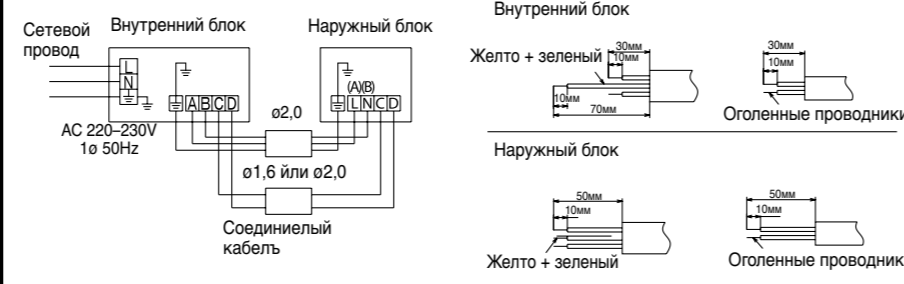 Сетевой
провод
Внутренний блок
Наружный блок
L
N
(A)(B)
A B C D
L N C D
AC 220–230V
1ø 50Hz
ø2,0
ø1,6 йли ø2,0
Соединиелый
кабелъ
Внутренний блок
Желто + зеленый
30мм
10мм
10мм
70мм
30мм
10мм
Оголенные проводники
Наружный блок
50мм
10мм
Желто + зеленый
50мм
10мм
Оголенные проводник